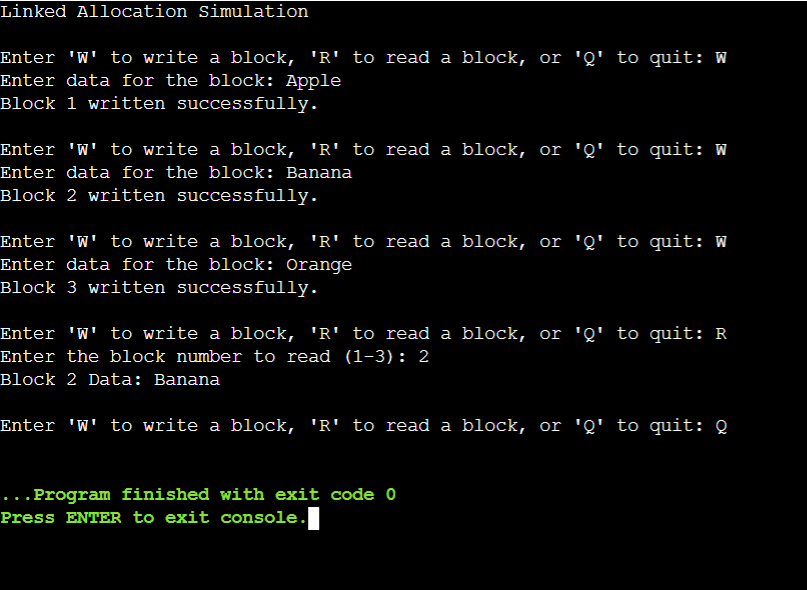 Linked Allocation Simulation
Enter 'W' to write a block, 'R' to read a block, or 'Q' to quit: W
Enter data for the block: Apple
Block 1 written successfully.
Enter 'W' to write a block, 'R' to read a block, or 'Q' to quit: W
Enter data for the block: Banana
Block 2 written successfully.
Enter 'W' to write a block, 'R' to read a block, or 'Q' to quit: W
Enter data for the block: Orange
Block 3 written successfully.
Enter 'W' to write a block, 'R' to read a block, or 'Q' to quit: R
Enter the block number to read (1-3): 2
Block 2 Data: Banana
Enter 'W' to write a block, 'R' to read a block, or 'Q' to quit: Q
...Program finished with exit code 0
Press ENTER to exit console.